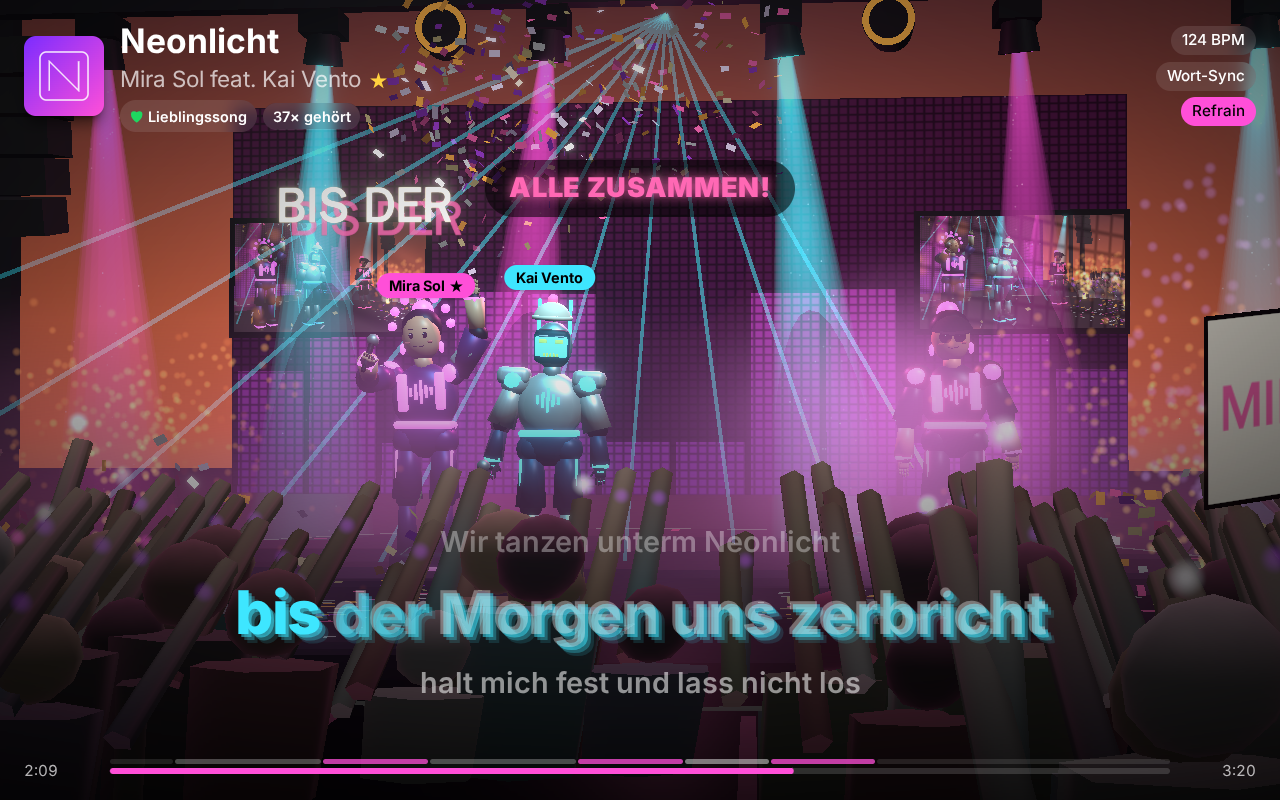 Neonlicht
Mira Sol feat. Kai Vento ★
Lieblingssong
37× gehört
124 BPM
Wort-Sync
Refrain
ALLE ZUSAMMEN!
BIS DER
Mira Sol ★
Kai Vento
MI
Wir tanzen unterm Neonlicht
bis der Morgen uns zerbricht
halt mich fest und lass nicht los
2:09
3:20